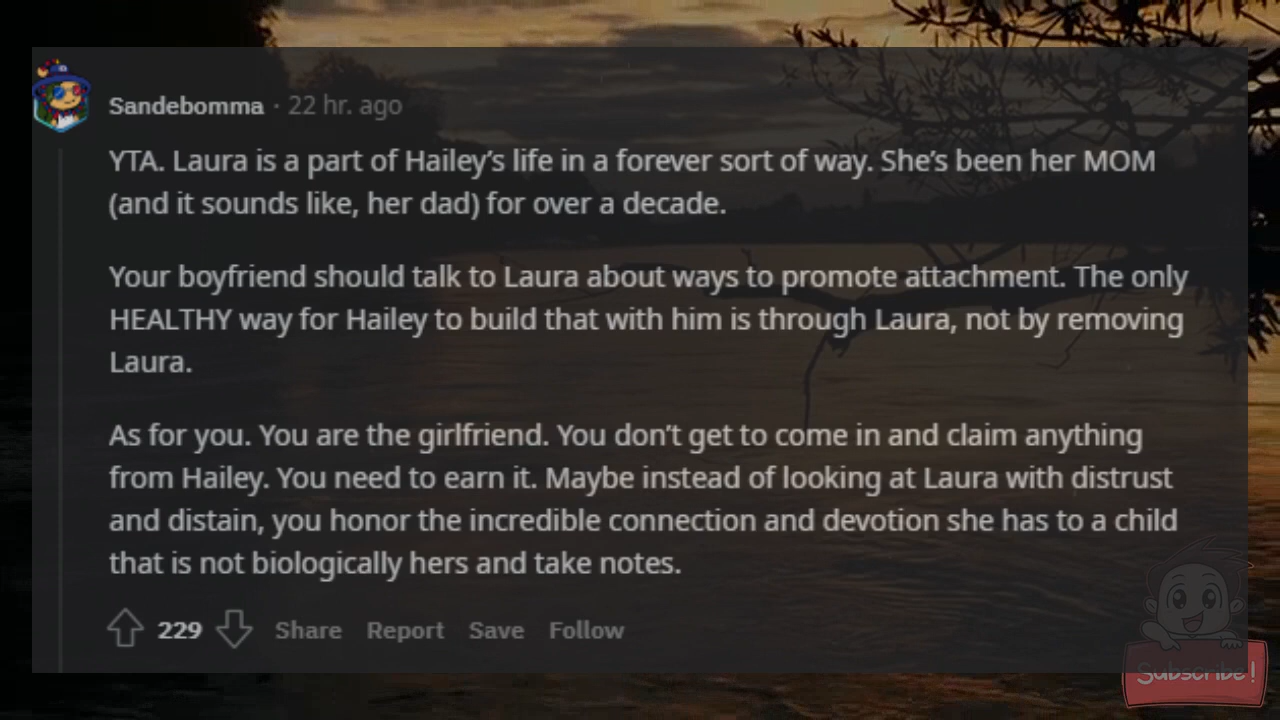 Sandebomma · 22 hr. ago
YTA. Laura is a part of Hailey's life in a forever sort of way. She's been her MOM
(and it sounds like, her dad) for over a decade.
Your boyfriend should talk to Laura about ways to promote attachment. The only
HEALTHY way for Hailey to build that with him is through Laura, not by removing
Laura.
As for you. You are the girlfriend. You don't get to come in and claim anything
from Hailey. You need to earn it. Maybe instead of looking at Laura with distrust
and distain, you honor the incredible connection and devotion she has to a child
that is not biologically hers and take notes.
229 Share Report Save Follow
Subscribe!